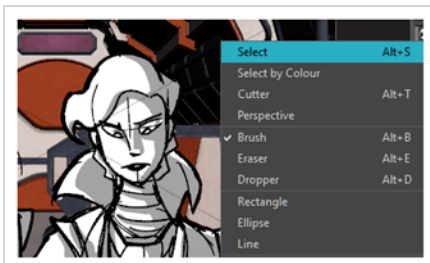 Select Alt+S
Select by Colour
Cutter Alt+T
Perspective
Brush Alt+B
Eraser Alt+E
Dropper Alt+D
Rectangle
Ellipse
Line